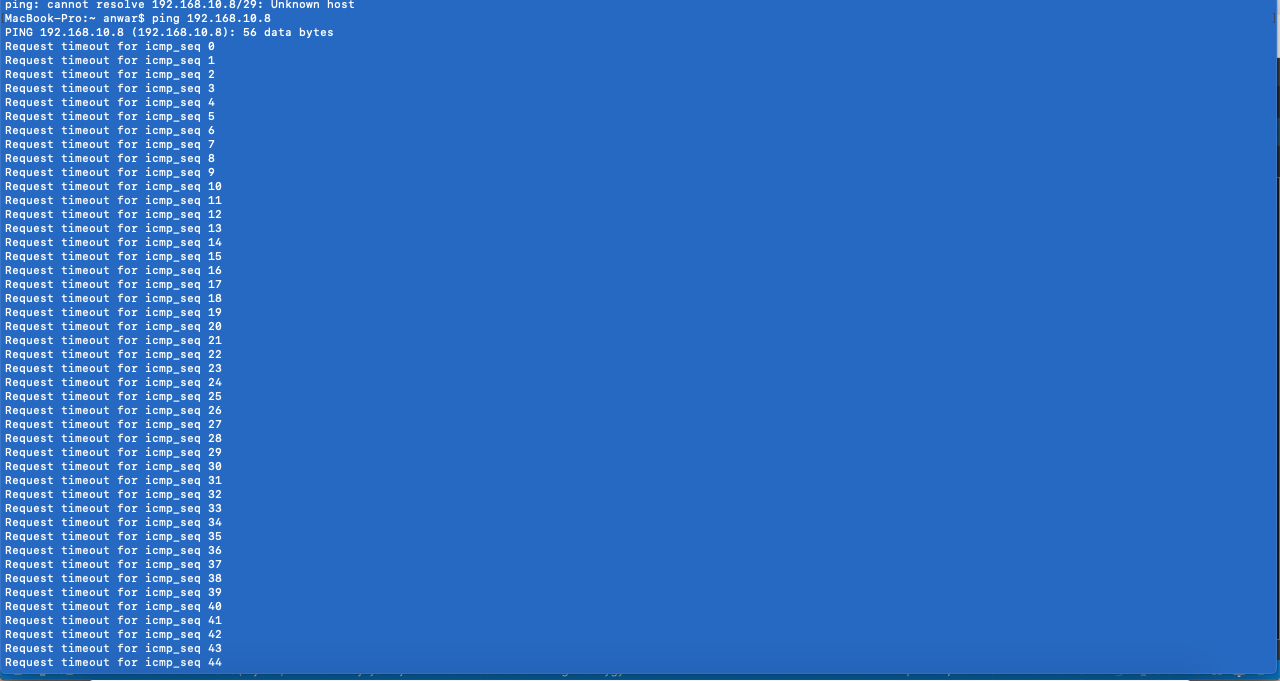 ping: cannot resolve 192.168.10.8/29: Unknown host
MacBook-Pro:~ anwar$ ping 192.168.10.8
PING 192.168.10.8 (192.168.10.8): 56 data bytes
Request timeout for icmp_seq 0
Request timeout for icmp_seq 1
Request timeout for icmp_seq 2
Request timeout for icmp_seq 3
Request timeout for icmp_seq 4
Request timeout for icmp_seq 5
Request timeout for icmp_seq 6
Request timeout for icmp_seq 7
Request timeout for icmp_seq 8
Request timeout for icmp_seq 9
Request timeout for icmp_seq 10
Request timeout for icmp_seq 11
Request timeout for icmp_seq 12
Request timeout for icmp_seq 13
Request timeout for icmp_seq 14
Request timeout for icmp_seq 15
Request timeout for icmp_seq 16
Request timeout for icmp_seq 17
Request timeout for icmp_seq 18
Request timeout for icmp_seq 19
Request timeout for icmp_seq 20
Request timeout for icmp_seq 21
Request timeout for icmp_seq 22
Request timeout for icmp_seq 23
Request timeout for icmp_seq 24
Request timeout for icmp_seq 25
Request timeout for icmp_seq 26
Request timeout for icmp_seq 27
Request timeout for icmp_seq 28
Request timeout for icmp_seq 29
Request timeout for icmp_seq 30
Request timeout for icmp_seq 31
Request timeout for icmp_seq 32
Request timeout for icmp_seq 33
Request timeout for icmp_seq 34
Request timeout for icmp_seq 35
Request timeout for icmp_seq 36
Request timeout for icmp_seq 37
Request timeout for icmp_seq 38
Request timeout for icmp_seq 39
Request timeout for icmp_seq 40
Request timeout for icmp_seq 41
Request timeout for icmp_seq 42
Request timeout for icmp_seq 43
Request timeout for icmp_seq 44